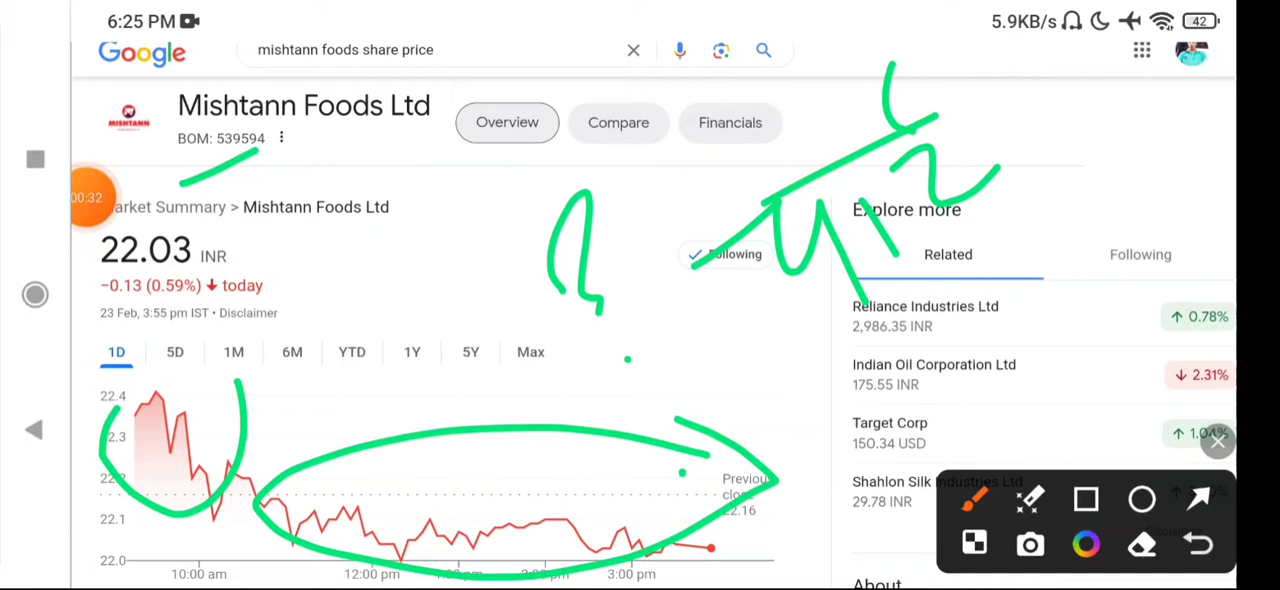 6:25 PM
5.9KB/s
42
Google
mishtann foods share price
MISHTANN
Mishtann Foods Ltd
BOM: 539594
Overview
Compare
Financials
00:32
arket Summary > Mishtann Foods Ltd
22.03 INR
−0.13 (0.59%) today
23 Feb, 3:55 pm IST • Disclaimer
Following
1D 5D 1M 6M YTD 1Y 5Y Max
22.4
22.3
22.2
22.1
22.0
Previous
close
22.16
10:00 am 12:00 pm 3:00 pm
Explore more
Related Following
Reliance Industries Ltd
2,986.35 INR
0.78%
Indian Oil Corporation Ltd
175.55 INR
2.31%
Target Corp
150.34 USD
1.04%
Shahlon Silk Industries Ltd
29.78 INR
About